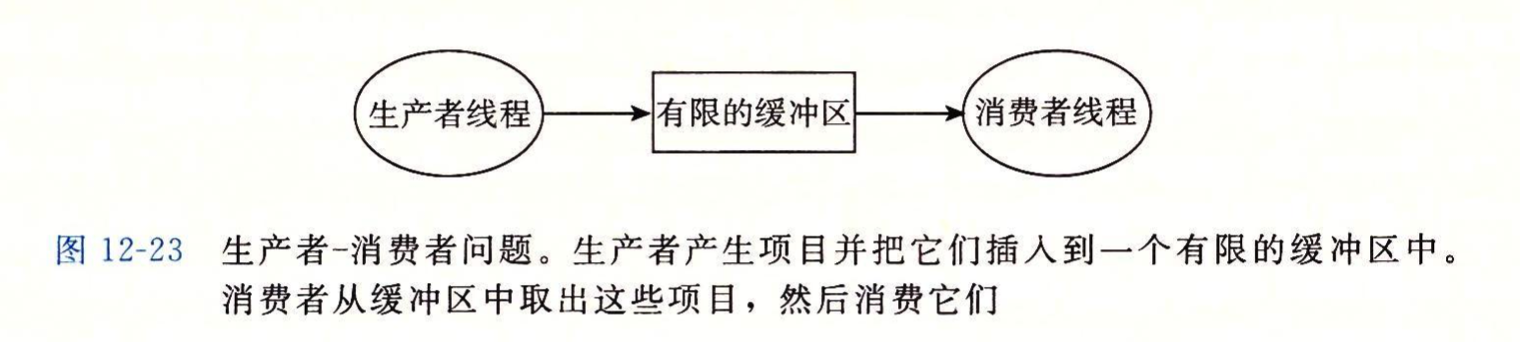 生产者线程 有限的缓冲区 消费者线程
图 12-23 生产者-消费者问题。生产者产生项目并把它们插入到一个有限的缓冲区中。
消费者从缓冲区中取出这些项目，然后消费它们